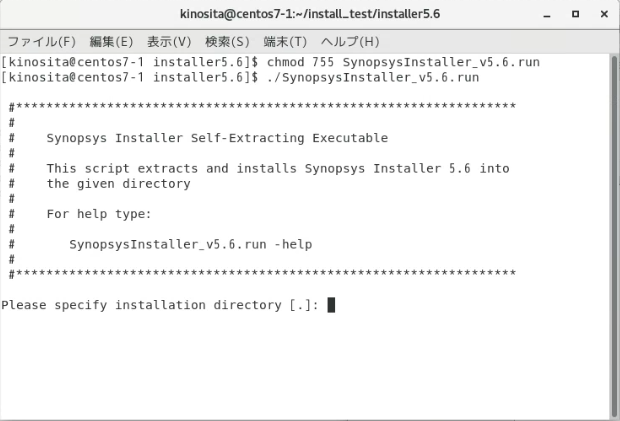 kinosita@centos7-1:~/install_test/installer5.6
ファイル(F) 編集(E) 表示(V) 検索(S) 端末(T) ヘルプ(H)
[kinosita@centos7-1 installer5.6]$ chmod 755 SynopsysInstaller_v5.6.run
[kinosita@centos7-1 installer5.6]$ ./SynopsysInstaller_v5.6.run
#******************************************************************
#
#    Synopsys Installer Self-Extracting Executable
#
#    This script extracts and installs Synopsys Installer 5.6 into
#    the given directory
#
#    For help type:
#
#       SynopsysInstaller_v5.6.run -help
#
#******************************************************************
Please specify installation directory [.]: